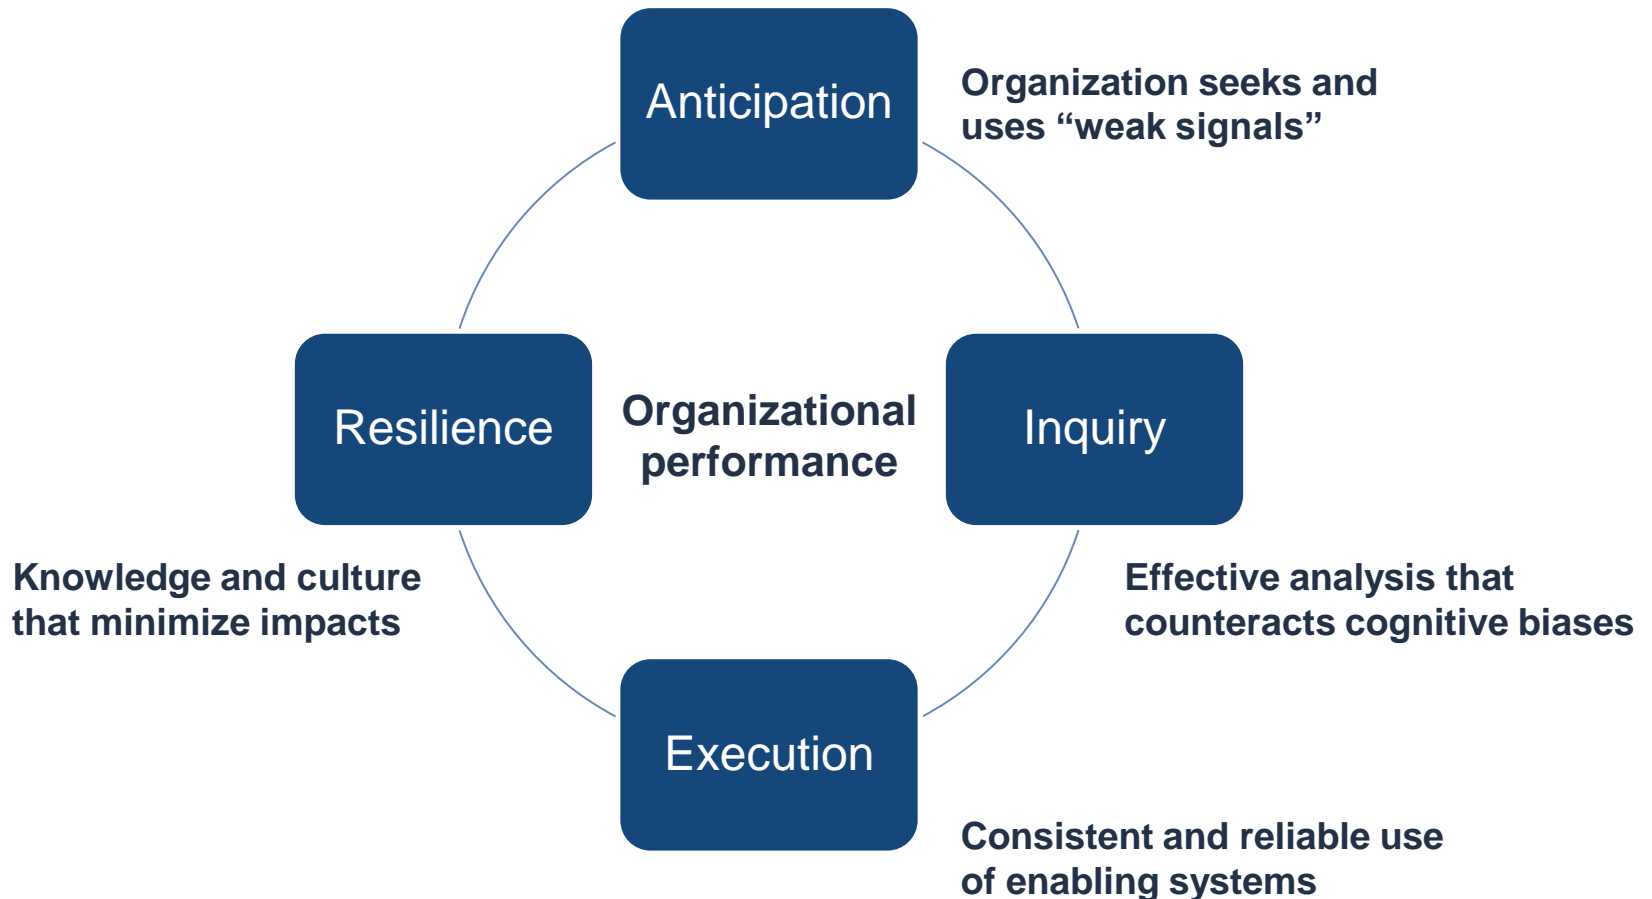 Anticipation
Organization seeks and
uses “weak signals”
Resilience
Organizational
performance
Inquiry
Knowledge and culture
that minimize impacts
Effective analysis that
counteracts cognitive biases
Execution
Consistent and reliable use
of enabling systems